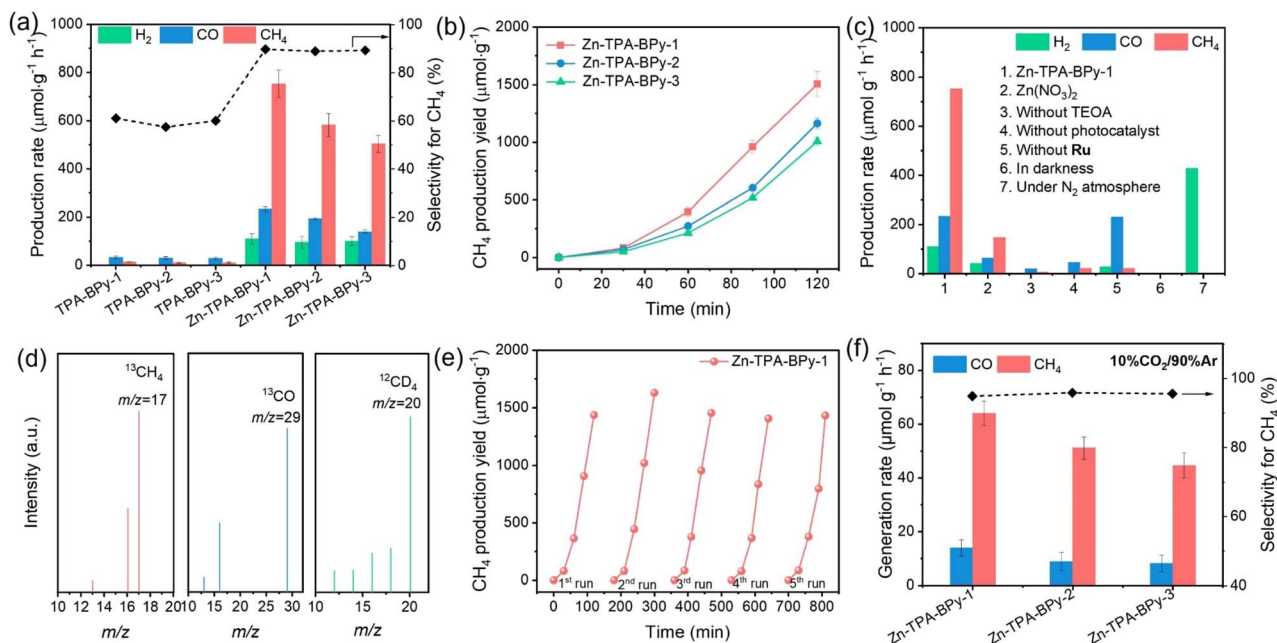 (a)
H₂ CO CH₄
Production rate (μmol·g⁻¹ h⁻¹)
1000
800
600
400
200
0
100
80
60
40
20
0
Selectivity for CH₄ (%)
TPA-BPy-1
TPA-BPy-2
TPA-BPy-3
Zn-TPA-BPy-1
Zn-TPA-BPy-2
Zn-TPA-BPy-3
(b)
CH₄ production yield (μmol·g⁻¹)
2000
1500
1000
500
0
Zn-TPA-BPy-1
Zn-TPA-BPy-2
Zn-TPA-BPy-3
0 20 40 60 80 100 120
Time (min)
(c)
H₂ CO CH₄
Production rate (μmol g⁻¹ h⁻¹)
1000
800
600
400
200
0
1. Zn-TPA-BPy-1
2. Zn(NO₃)₂
3. Without TEOA
4. Without photocatalyst
5. Without Ru
6. In darkness
7. Under N₂ atmosphere
1 2 3 4 5 6 7
(d)
Intensity (a.u.)
¹³CH₄
m/z=17
10 12 14 16 18 20
m/z
¹³CO
m/z=29
10 15 20 25 30
m/z
¹²CD₄
m/z=20
10 15 20
m/z
(e)
CH₄ production yield (μmol·g⁻¹)
2000
1500
1000
500
0
Zn-TPA-BPy-1
1ˢᵗ run 2ⁿᵈ run 3ʳᵈ run 4ᵗʰ run 5ᵗʰ run
0 100 200 300 400 500 600 700 800
Time (min)
(f)
CO CH₄ 10%CO₂/90%Ar
Generation rate (μmol g⁻¹ h⁻¹)
80
60
40
20
0
100
90
80
70
60
50
40
Selectivity for CH₄ (%)
Zn-TPA-BPy-1
Zn-TPA-BPy-2
Zn-TPA-BPy-3